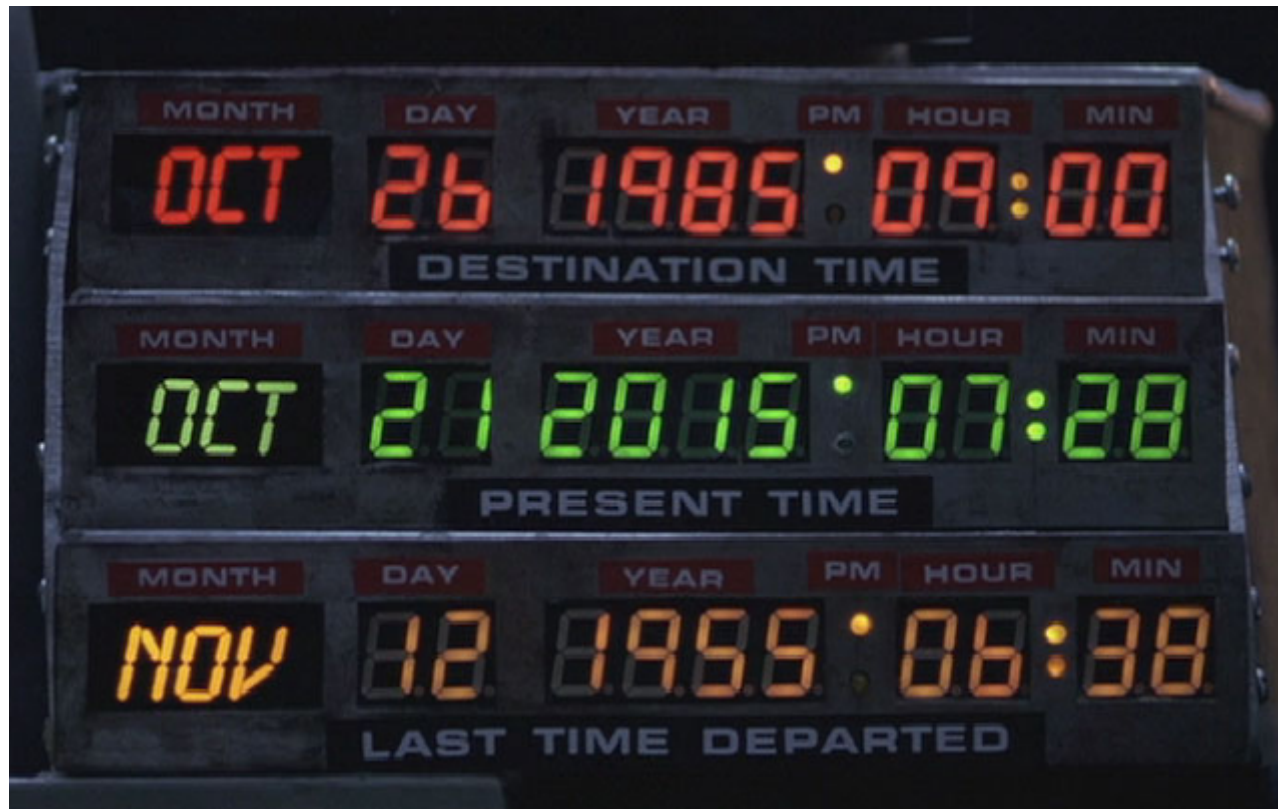 MONTH DAY YEAR PM HOUR MIN
OCT 26 1985 09:00
DESTINATION TIME
MONTH DAY YEAR PM HOUR MIN
OCT 21 2015 07:28
PRESENT TIME
MONTH DAY YEAR PM HOUR MIN
NOV 12 1955 06:38
LAST TIME DEPARTED